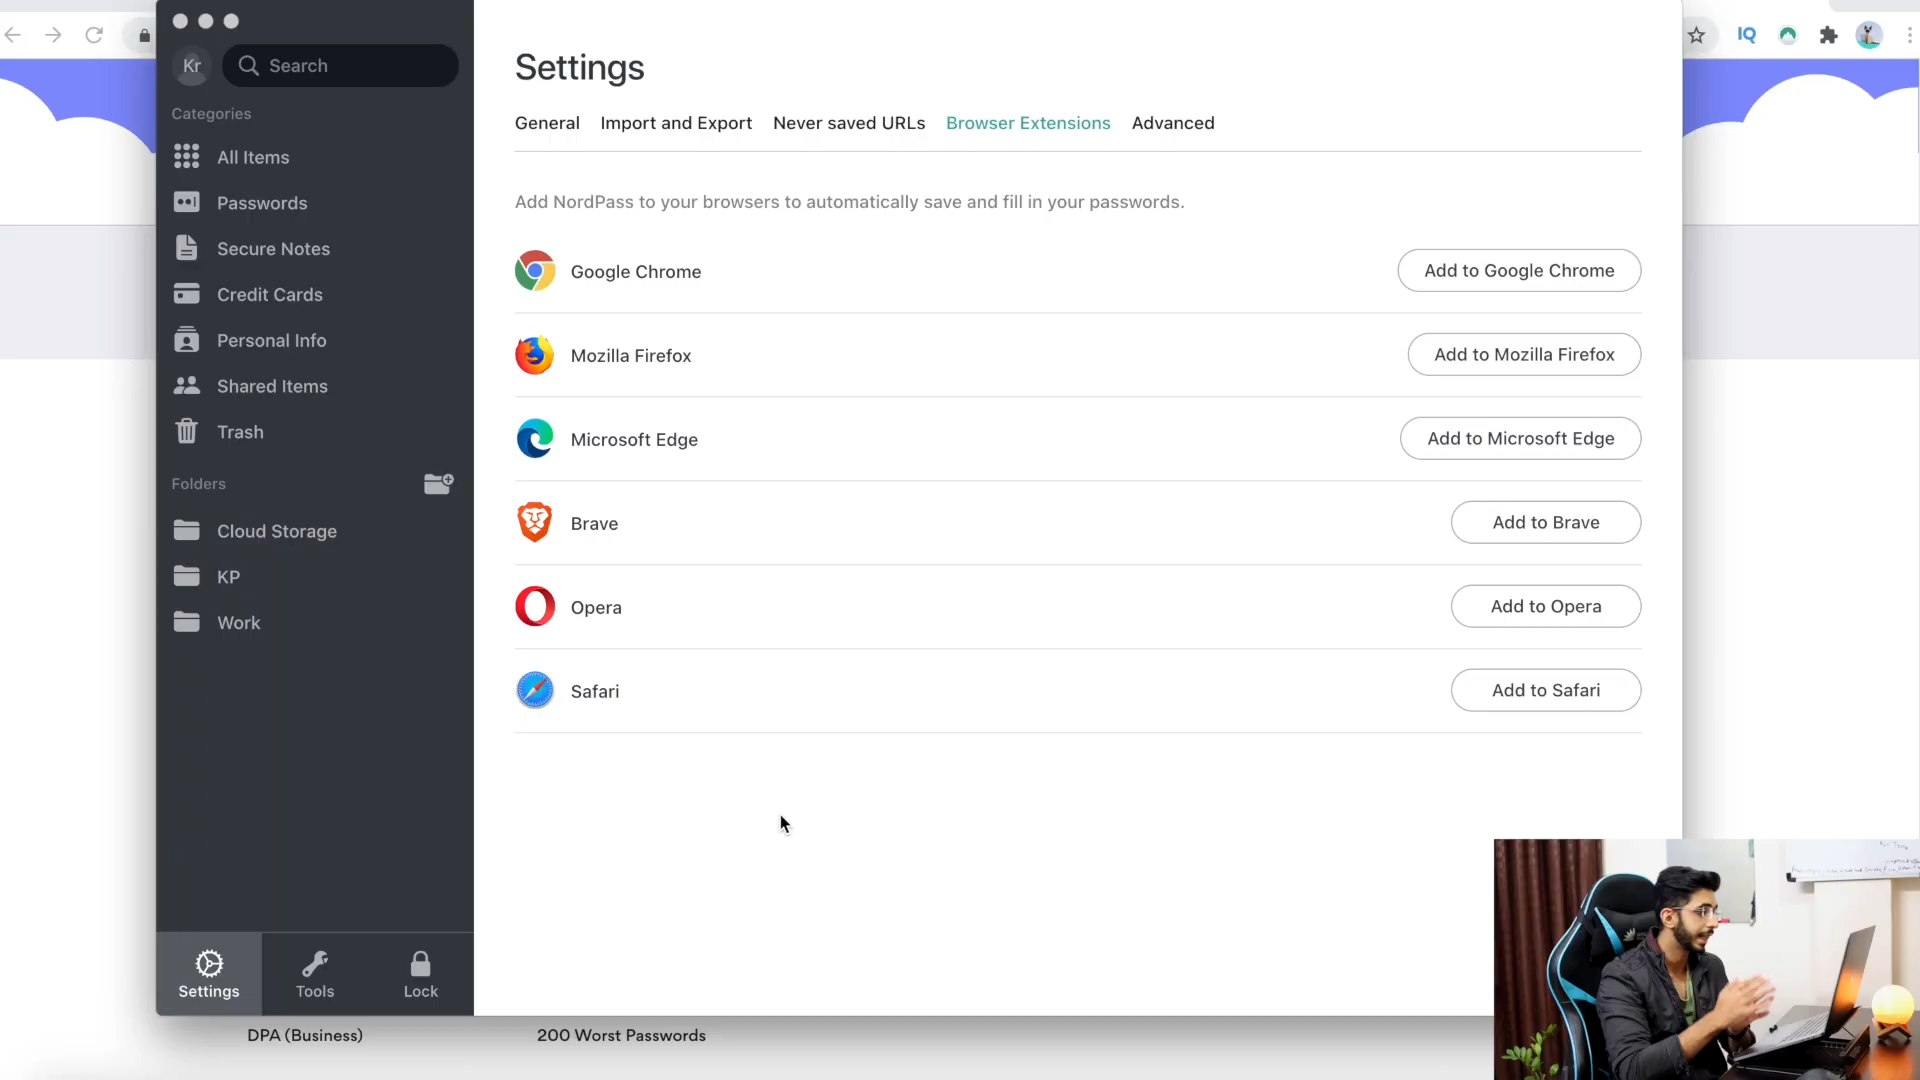 Kr
Search
Categories
All Items
Passwords
Secure Notes
Credit Cards
Personal Info
Shared Items
Trash
Folders
Cloud Storage
KP
Work
Settings
Tools
Lock
Settings
General
Import and Export
Never saved URLs
Browser Extensions
Advanced
Add NordPass to your browsers to automatically save and fill in your passwords.
Google Chrome
Add to Google Chrome
Mozilla Firefox
Add to Mozilla Firefox
Microsoft Edge
Add to Microsoft Edge
Brave
Add to Brave
Opera
Add to Opera
Safari
Add to Safari
IQ
DPA (Business)
200 Worst Passwords